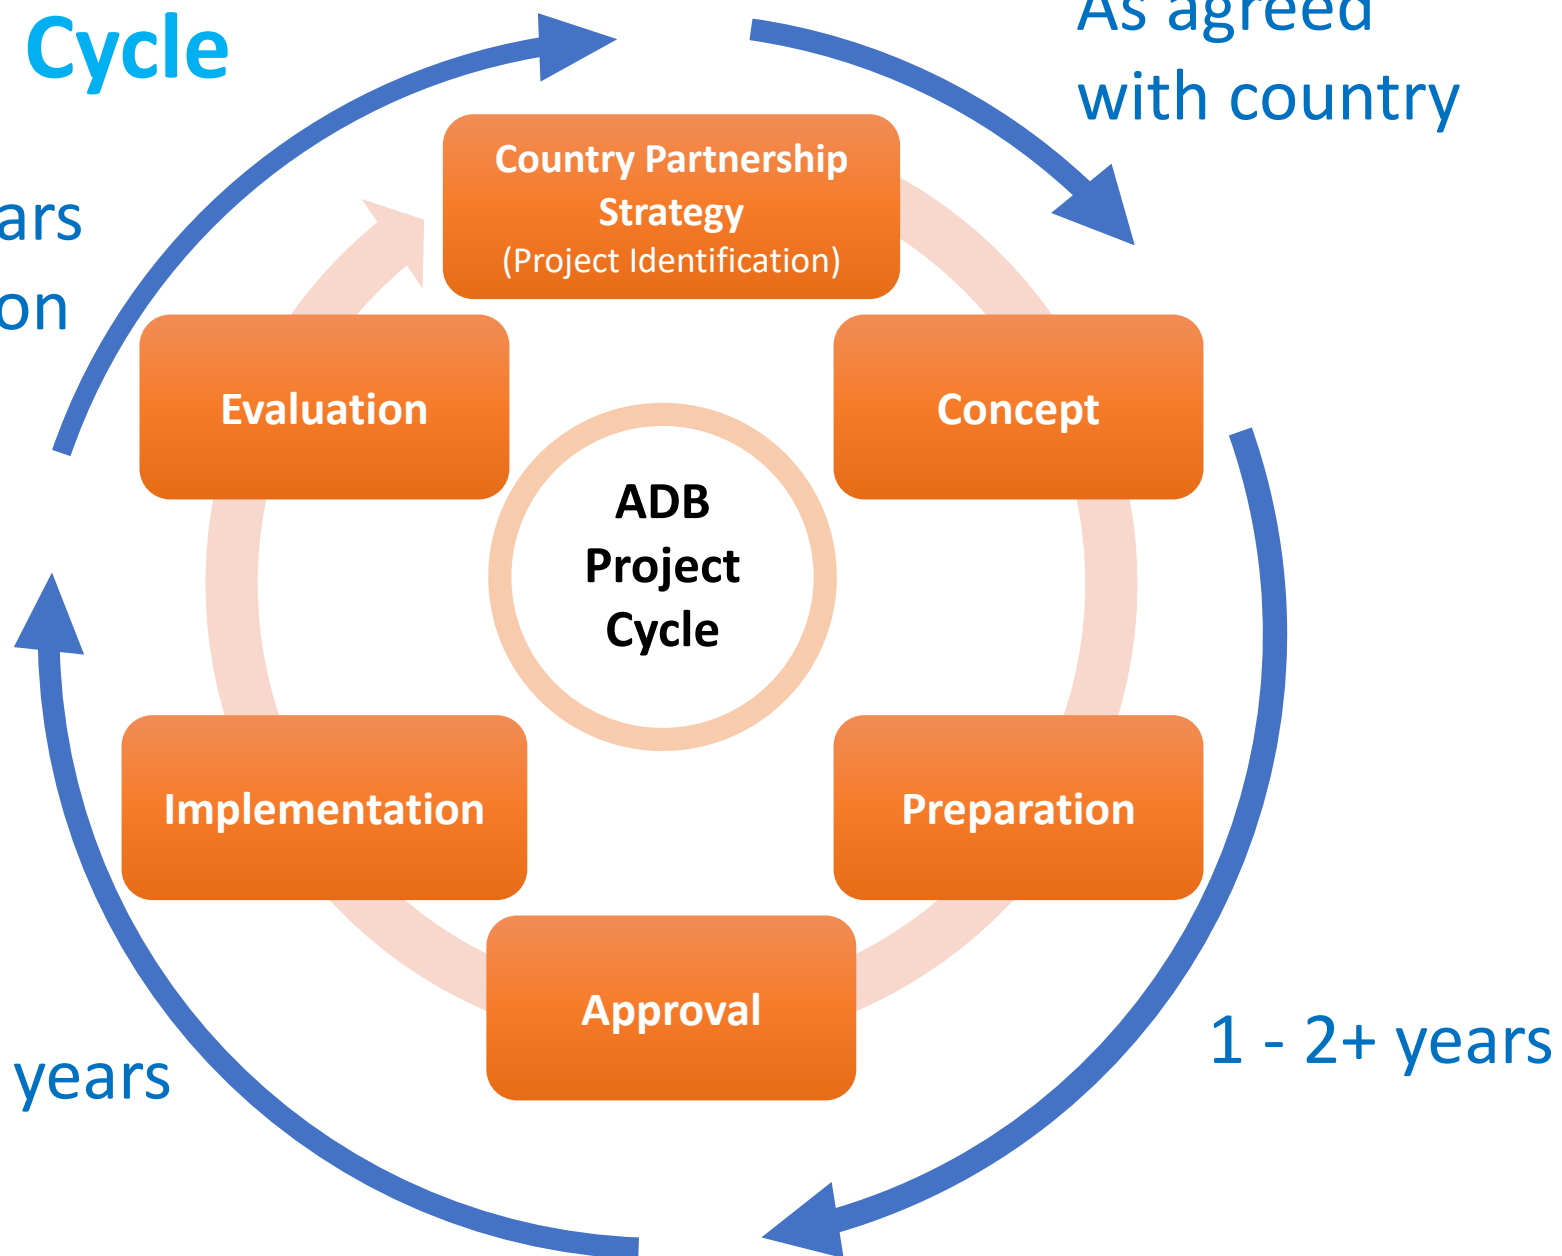 Cycle
As agreed
with country
Country Partnership
Strategy
(Project Identification)
Evaluation
Concept
ADB
Project
Cycle
Implementation
Preparation
Approval
years
1 - 2+ years